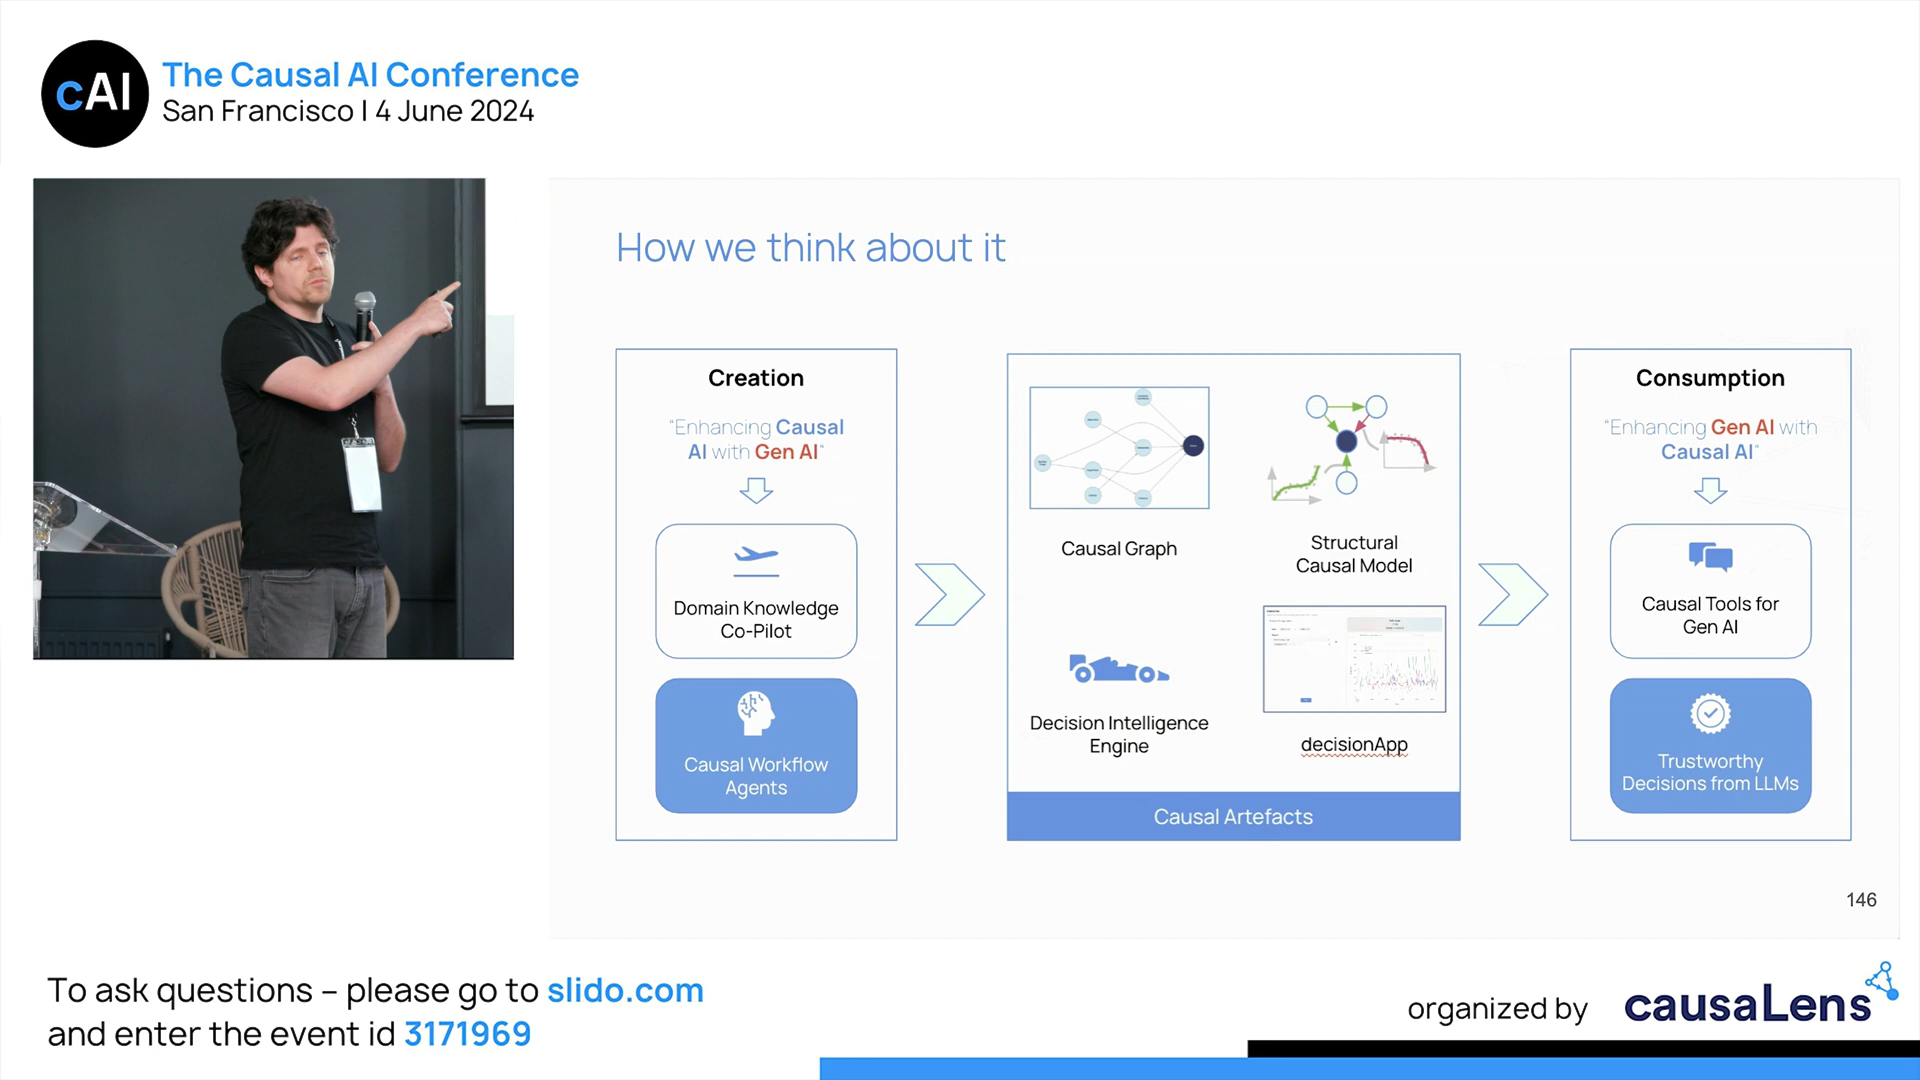 cAI
The Causal AI Conference
San Francisco | 4 June 2024
How we think about it
Creation
"Enhancing Causal
AI with Gen AI"
Domain Knowledge
Co-Pilot
Causal Workflow
Agents
Causal Graph
Structural
Causal Model
Decision Intelligence
Engine
decisionApp
Causal Artefacts
Consumption
"Enhancing Gen AI with
Causal AI"
Causal Tools for
Gen AI
Trustworthy
Decisions from LLMs
146
To ask questions – please go to slido.com
and enter the event id 3171969
organized by
causaLens